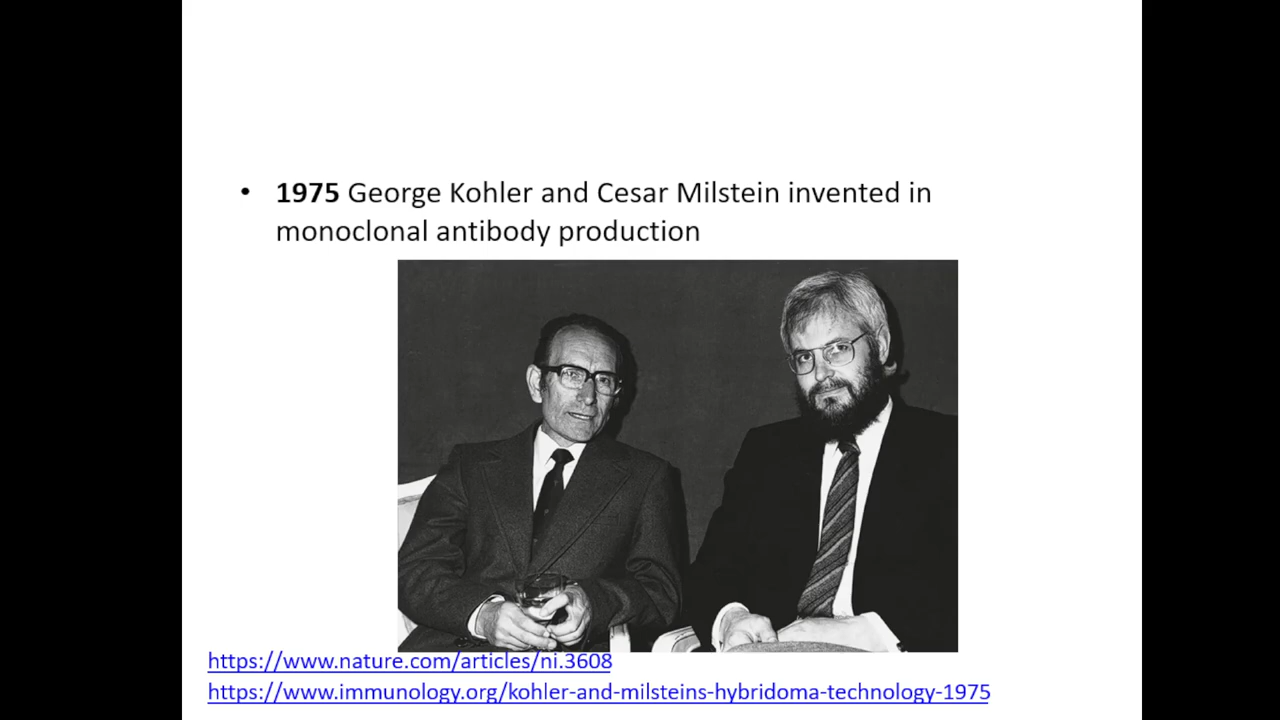 • 1975 George Kohler and Cesar Milstein invented in
monoclonal antibody production
https://www.nature.com/articles/ni.3608
https://www.immunology.org/kohler-and-milsteins-hybridoma-technology-1975